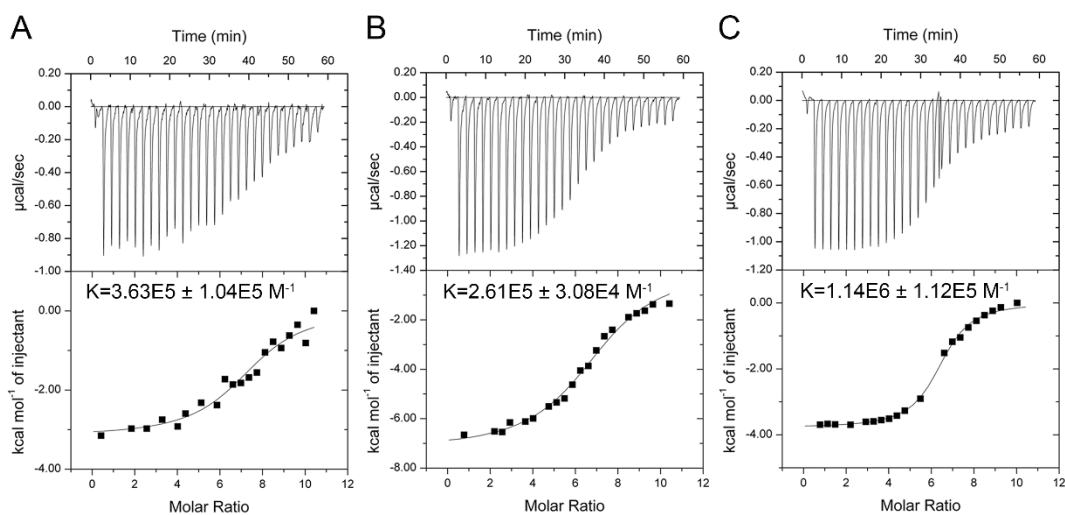 A
Time (min)
0 10 20 30 40 50 60
0.20
0.00
-0.20
-0.40
-0.60
-0.80
-1.00
µcal/sec
K=3.63E5 ± 1.04E5 M⁻¹
0.00
-2.00
-4.00
kcal mol⁻¹ of injectant
0 2 4 6 8 10 12
Molar Ratio
B
Time (min)
0 10 20 30 40 50 60
0.20
0.00
-0.20
-0.40
-0.60
-0.80
-1.00
-1.20
-1.40
µcal/sec
K=2.61E5 ± 3.08E4 M⁻¹
-2.00
-4.00
-6.00
-8.00
kcal mol⁻¹ of injectant
0 2 4 6 8 10 12
Molar Ratio
C
Time (min)
0 10 20 30 40 50 60
0.20
0.00
-0.20
-0.40
-0.60
-0.80
-1.00
-1.20
µcal/sec
K=1.14E6 ± 1.12E5 M⁻¹
0.00
-2.00
-4.00
kcal mol⁻¹ of injectant
0 2 4 6 8 10 12
Molar Ratio